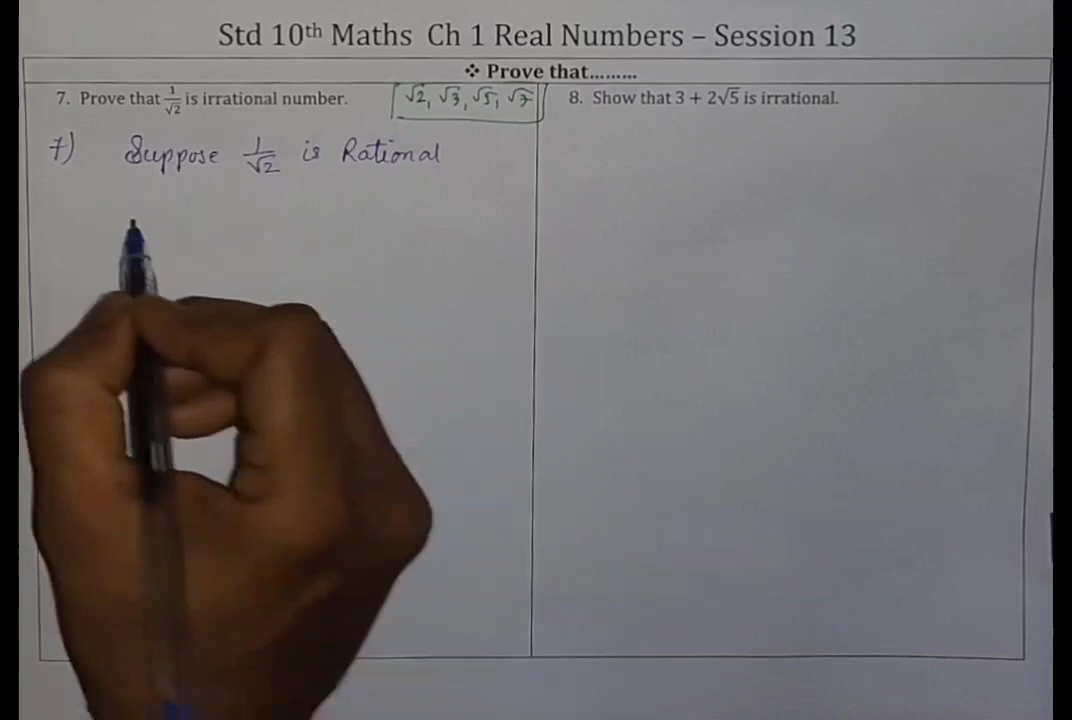 Std 10th Maths Ch 1 Real Numbers – Session 13
❖ Prove that.........
7. Prove that 1/√2 is irrational number.
√2, √3, √5, √7
8. Show that 3 + 2√5 is irrational.
7) Suppose 1/√2 is Rational